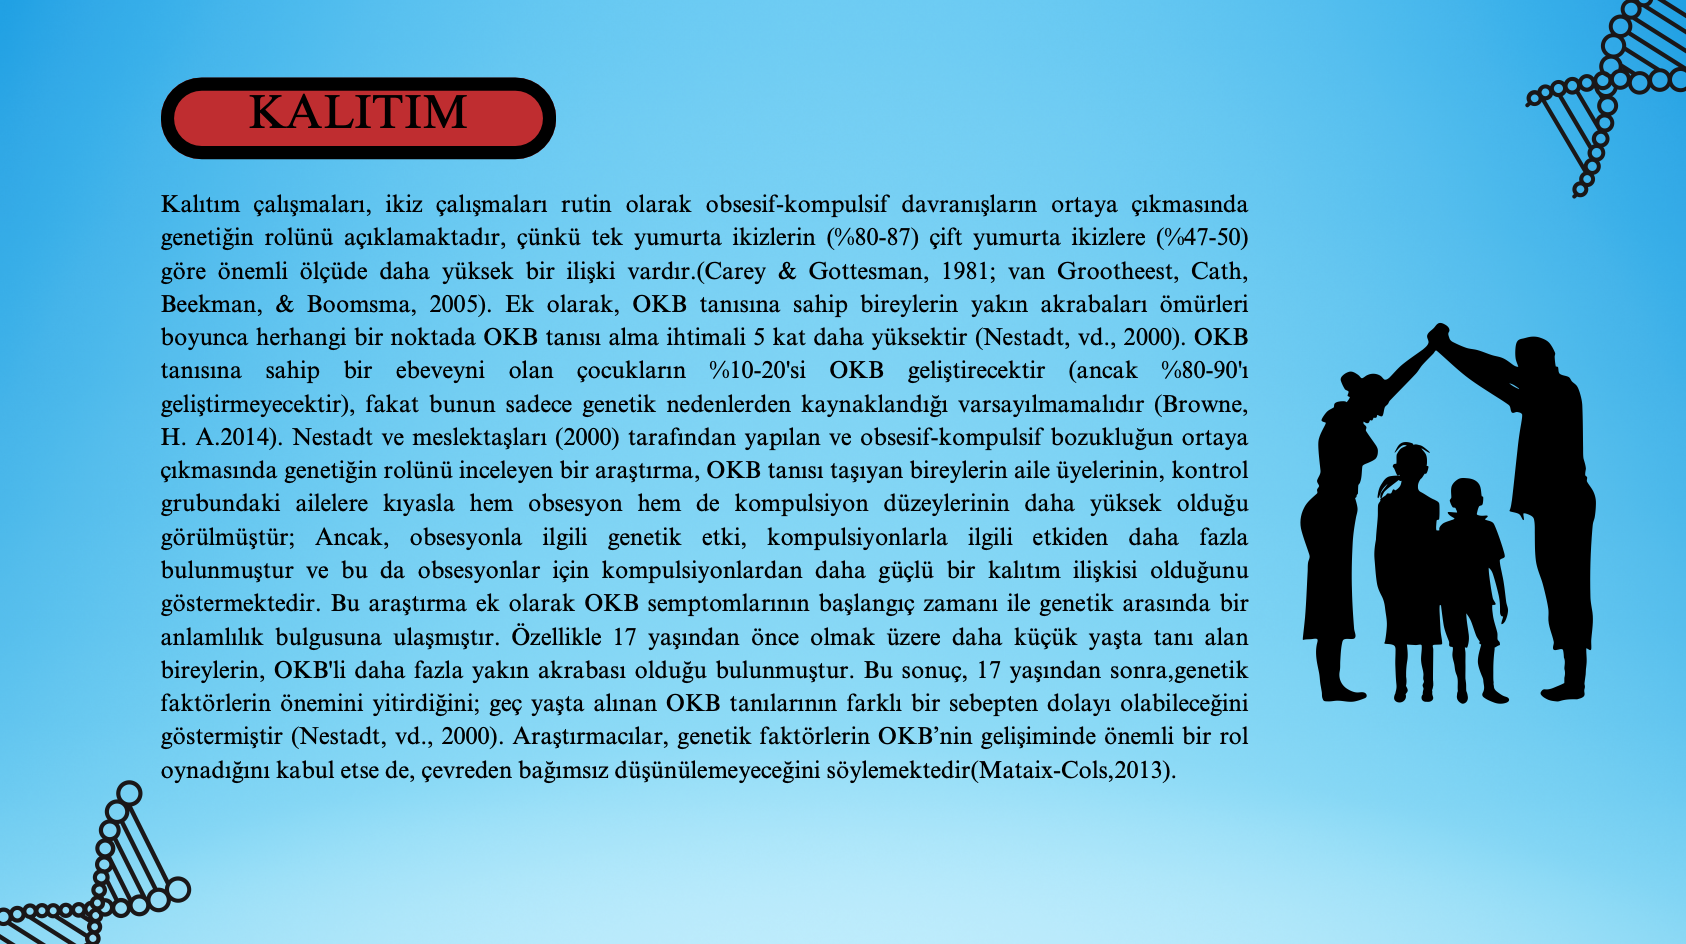 KALITIM
Kalıtım çalışmaları, ikiz çalışmaları rutin olarak obsesif-kompulsif davranışların ortaya çıkmasında
genetiğin rolünü açıklamaktadır, çünkü tek yumurta ikizlerin (%80-87) çift yumurta ikizlere (%47-50)
göre önemli ölçüde daha yüksek bir ilişki vardır.(Carey & Gottesman, 1981; van Grootheest, Cath,
Beekman, & Boomsma, 2005). Ek olarak, OKB tanısına sahip bireylerin yakın akrabaları ömürleri
boyunca herhangi bir noktada OKB tanısı alma ihtimali 5 kat daha yüksektir (Nestadt, vd., 2000). OKB
tanısına sahip bir ebeveyni olan çocukların %10-20'si OKB geliştirecektir (ancak %80-90'ı
geliştirmeyecektir), fakat bunun sadece genetik nedenlerden kaynaklandığı varsayılmamalıdır (Browne,
H. A.2014). Nestadt ve meslektaşları (2000) tarafından yapılan ve obsesif-kompulsif bozukluğun ortaya
çıkmasında genetiğin rolünü inceleyen bir araştırma, OKB tanısı taşıyan bireylerin aile üyelerinin, kontrol
grubundaki ailelere kıyasla hem obsesyon hem de kompulsiyon düzeylerinin daha yüksek olduğu
görülmüştür; Ancak, obsesyonla ilgili genetik etki, kompulsiyonlarla ilgili etkiden daha fazla
bulunmuştur ve bu da obsesyonlar için kompulsiyonlardan daha güçlü bir kalıtım ilişkisi olduğunu
göstermektedir. Bu araştırma ek olarak OKB semptomlarının başlangıç zamanı ile genetik arasında bir
anlamlılık bulgusuna ulaşmıştır. Özellikle 17 yaşından önce olmak üzere daha küçük yaşta tanı alan
bireylerin, OKB'li daha fazla yakın akrabası olduğu bulunmuştur. Bu sonuç, 17 yaşından sonra,genetik
faktörlerin önemini yitirdiğini; geç yaşta alınan OKB tanılarının farklı bir sebepten dolayı olabileceğini
göstermiştir (Nestadt, vd., 2000). Araştırmacılar, genetik faktörlerin OKB’nin gelişiminde önemli bir rol
oynadığını kabul etse de, çevreden bağımsız düşünülemeyeceğini söylemektedir(Mataix-Cols,2013).